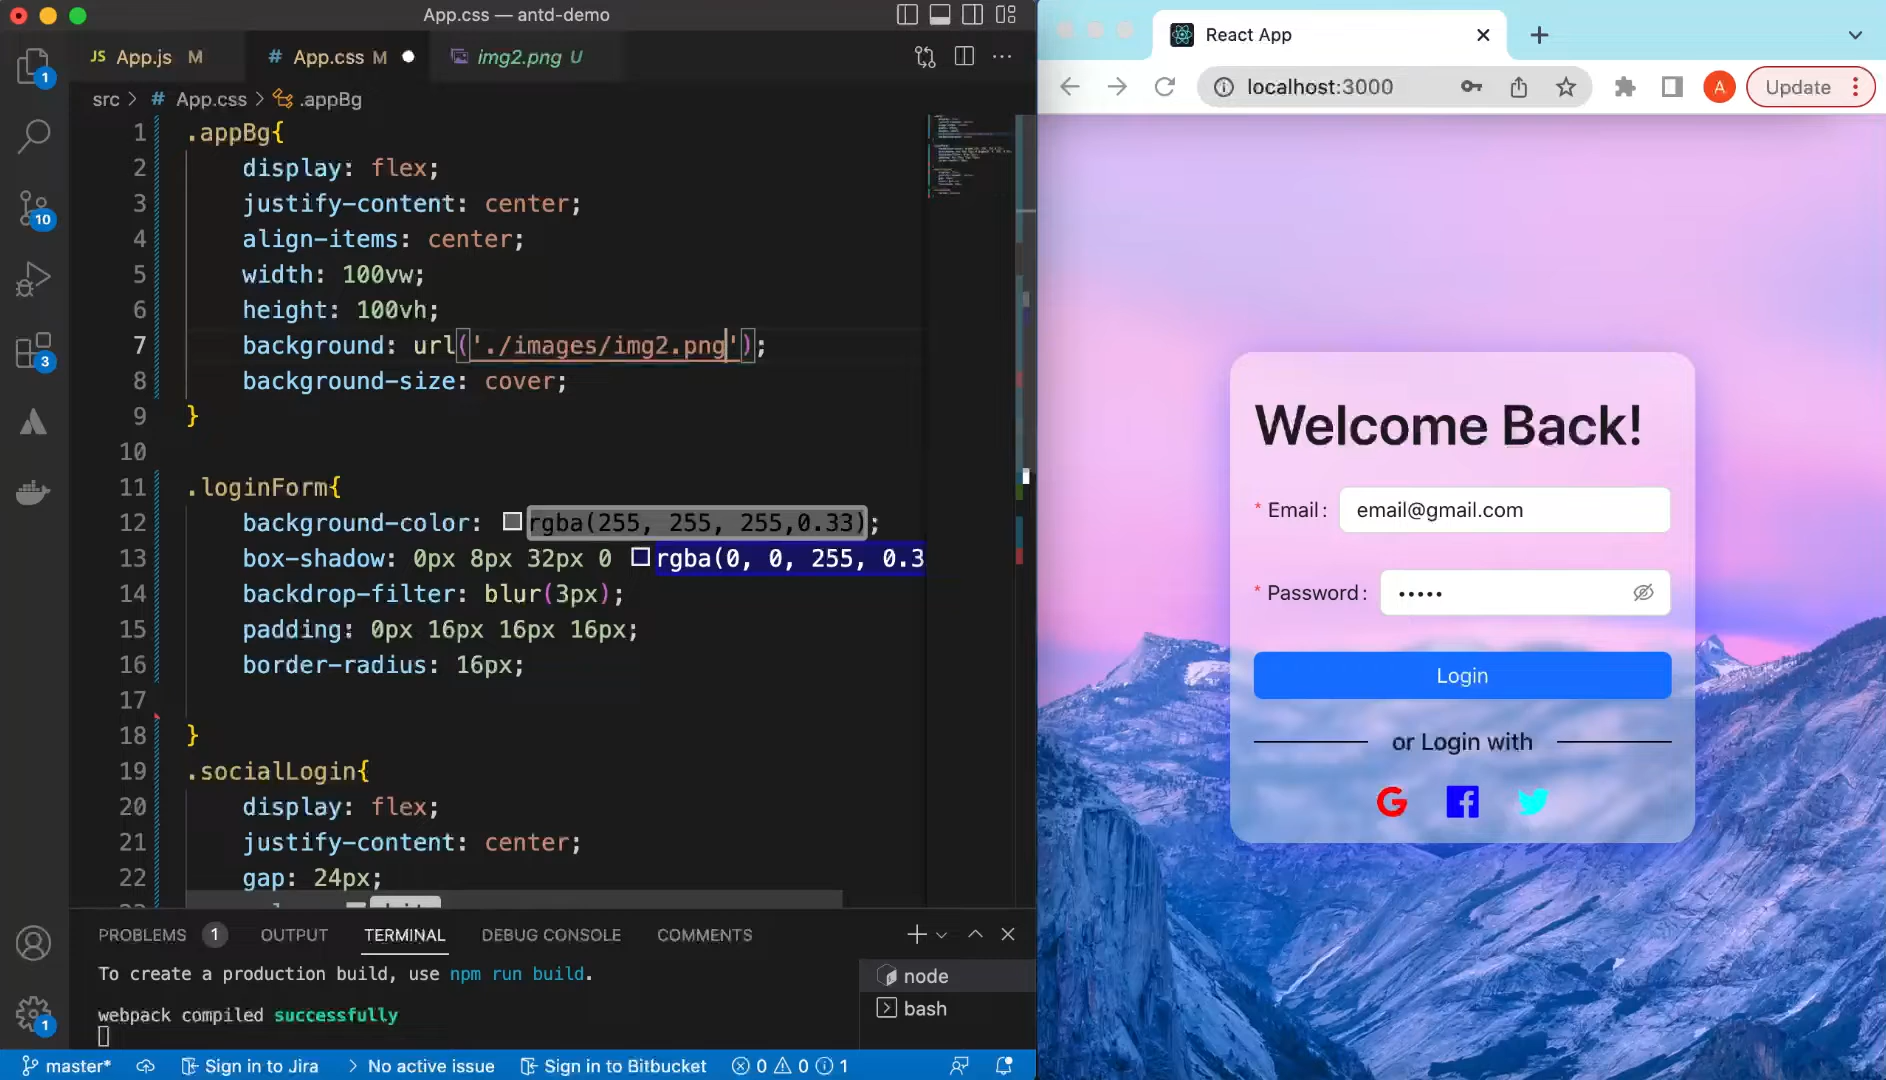 App.css — antd-demo
JS App.js M
# App.css M
img2.png U
src > # App.css > .appBg
1 .appBg{
2 display: flex;
3 justify-content: center;
4 align-items: center;
5 width: 100vw;
6 height: 100vh;
7 background: url('./images/img2.png');
8 background-size: cover;
9 }
10
11 .loginForm{
12 background-color: rgba(255, 255, 255,0.33);
13 box-shadow: 0px 8px 32px 0 rgba(0, 0, 255, 0.3
14 backdrop-filter: blur(3px);
15 padding: 0px 16px 16px 16px;
16 border-radius: 16px;
17
18 }
19 .socialLogin{
20 display: flex;
21 justify-content: center;
22 gap: 24px;
1
10
3
1
PROBLEMS 1 OUTPUT TERMINAL DEBUG CONSOLE COMMENTS
To create a production build, use npm run build.
webpack compiled successfully
node
bash
master* Sign in to Jira No active issue Sign in to Bitbucket 0 0 1
React App
localhost:3000
A
Update
Welcome Back!
* Email: email@gmail.com
* Password: •••••
Login
or Login with
G f